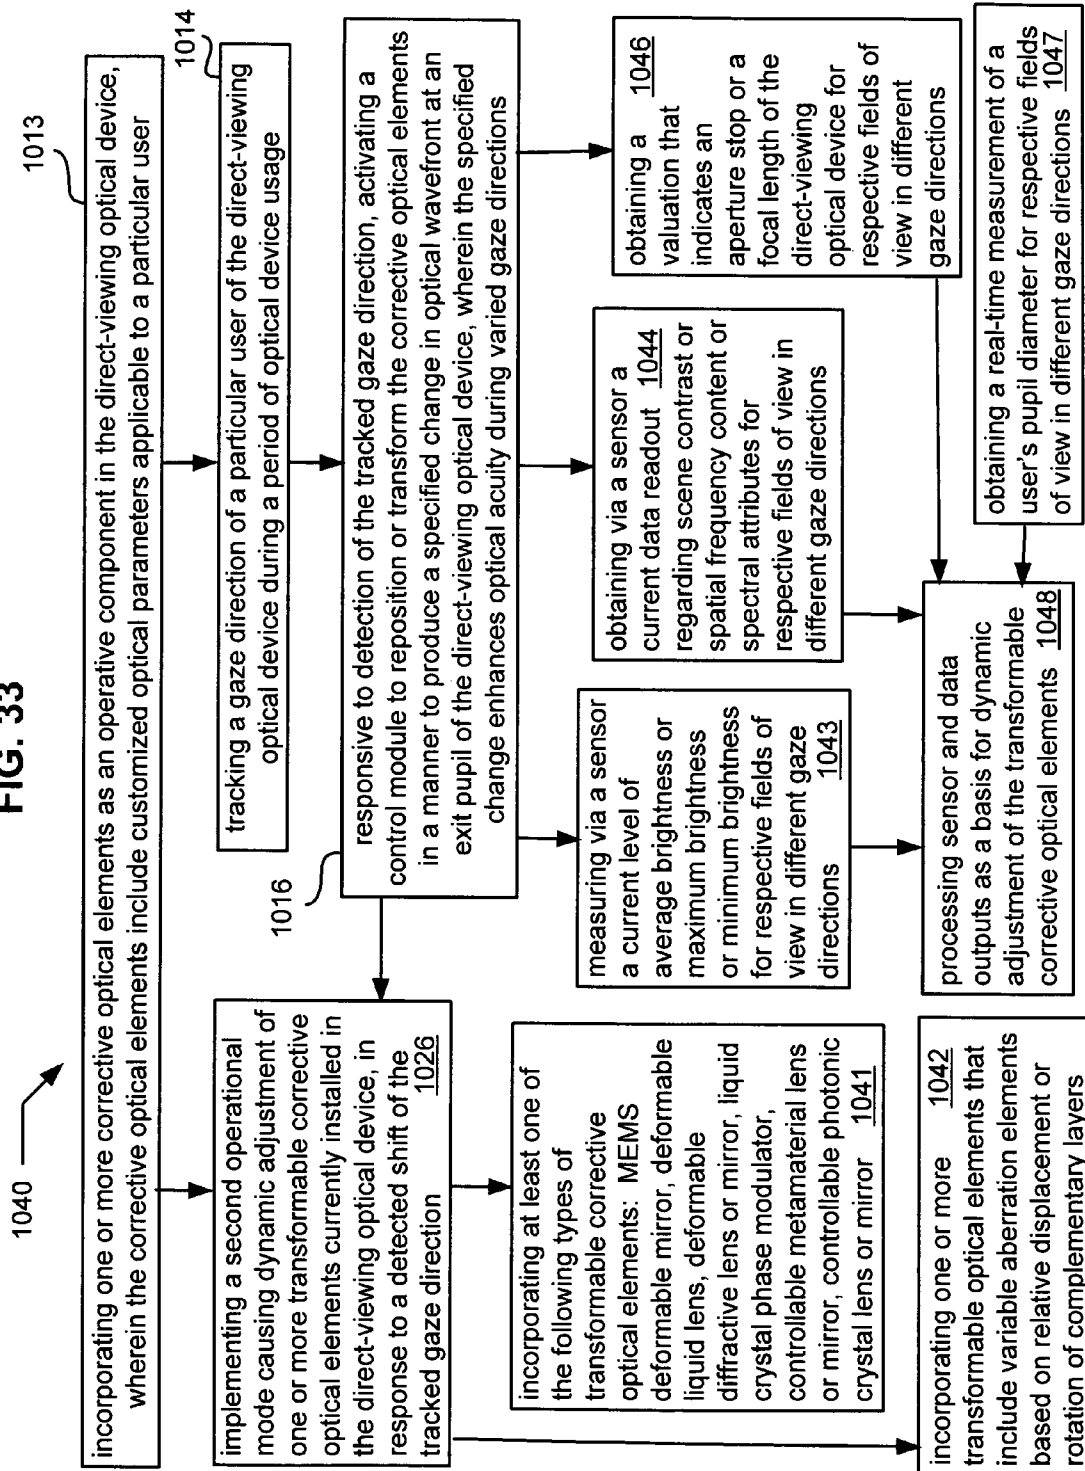 FIG. 33
1040
1013
incorporating one or more corrective optical elements as an operative component in the direct-viewing optical device,
wherein the corrective optical elements include customized optical parameters applicable to a particular user
1014
tracking a gaze direction of a particular user of the direct-viewing
optical device during a period of optical device usage
1016
responsive to detection of the tracked gaze direction, activating a
control module to reposition or transform the corrective optical elements
in a manner to produce a specified change in optical wavefront at an
exit pupil of the direct-viewing optical device, wherein the specified
change enhances optical acuity during varied gaze directions
implementing a second operational
mode causing dynamic adjustment of
one or more transformable corrective
optical elements currently installed in
the direct-viewing optical device, in
response to a detected shift of the
tracked gaze direction 1026
incorporating at least one of
the following types of
transformable corrective
optical elements: MEMS
deformable mirror, deformable
liquid lens, deformable
diffractive lens or mirror, liquid
crystal phase modulator,
controllable metamaterial lens
or mirror, controllable photonic
crystal lens or mirror 1041
incorporating one or more 1042
transformable optical elements that
include variable aberration elements
based on relative displacement or
rotation of complementary layers
measuring via a sensor
a current level of
average brightness or
maximum brightness
or minimum brightness
for respective fields of
view in different gaze
directions 1043
obtaining via a sensor a
current data readout 1044
regarding scene contrast or
spatial frequency content or
spectral attributes for
respective fields of view in
different gaze directions
obtaining a 1046
valuation that
indicates an
aperture stop or a
focal length of the
direct-viewing
optical device for
respective fields of
view in different
gaze directions
obtaining a real-time measurement of a
user's pupil diameter for respective fields
of view in different gaze directions 1047
processing sensor and data
outputs as a basis for dynamic
adjustment of the transformable
corrective optical elements 1048